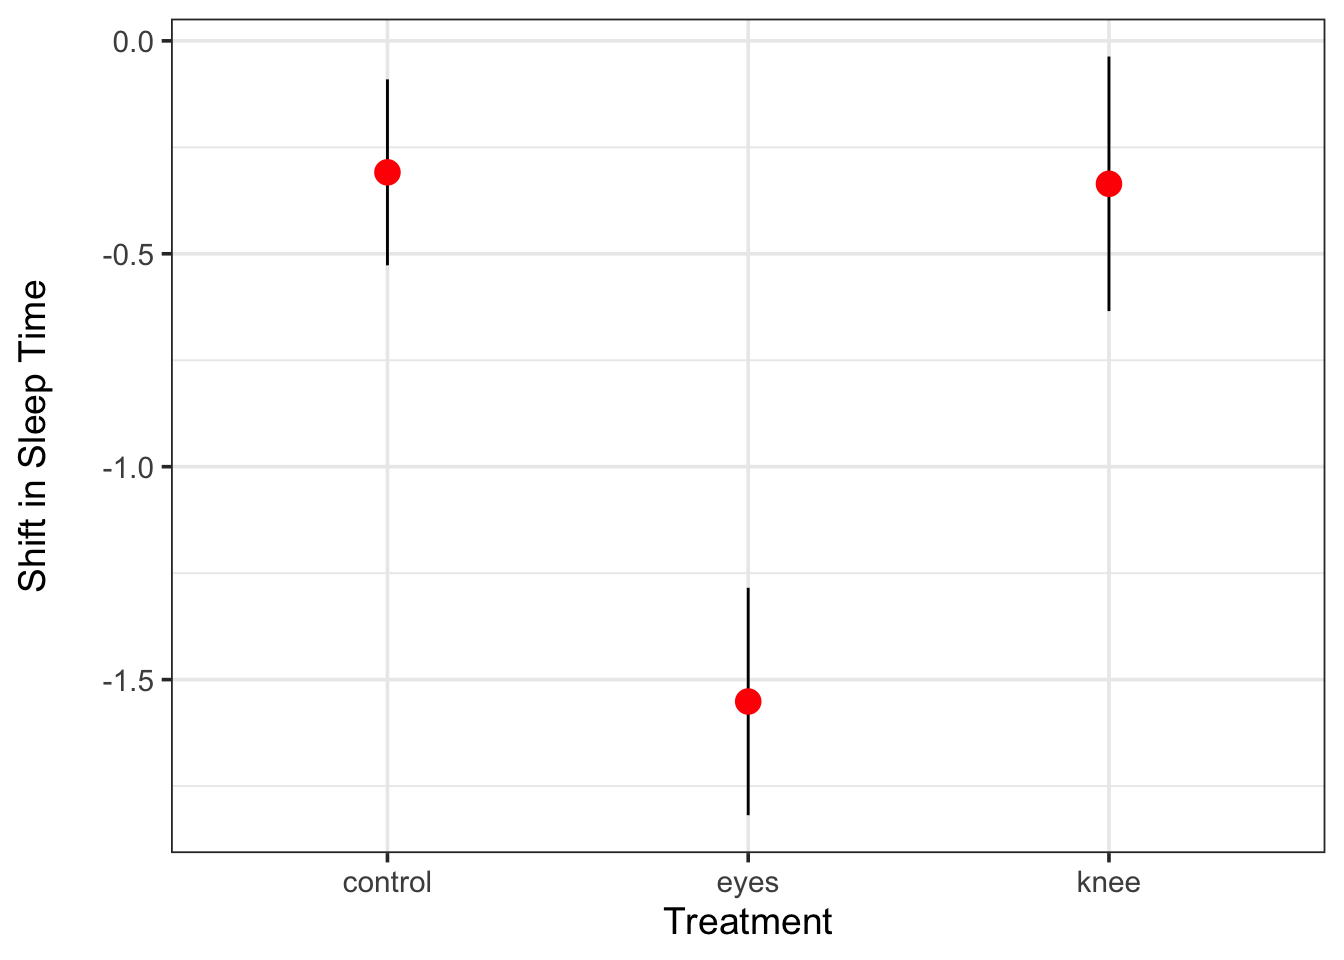 Shift in Sleep Time
0.0
-0.5
-1.0
-1.5
control
eyes
knee
Treatment